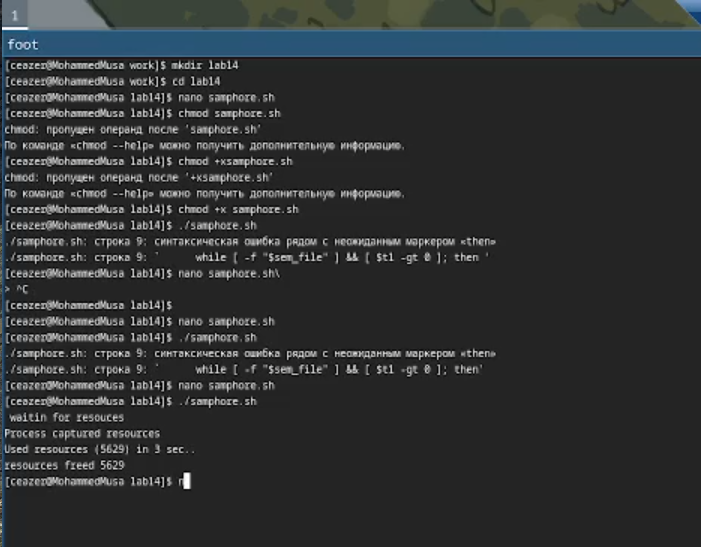 1
foot
[ceazer@MohammedMusa work]$ mkdir lab14
[ceazer@MohammedMusa work]$ cd lab14
[ceazer@MohammedMusa lab14]$ nano samphore.sh
[ceazer@MohammedMusa lab14]$ chmod samphore.sh
chmod: пропущен операнд после 'samphore.sh'
По команде «chmod --help» можно получить дополнительную информацию.
[ceazer@MohammedMusa lab14]$ chmod +xsamphore.sh
chmod: пропущен операнд после '+xsamphore.sh'
По команде «chmod --help» можно получить дополнительную информацию.
[ceazer@MohammedMusa lab14]$ chmod +x samphore.sh
[ceazer@MohammedMusa lab14]$ ./samphore.sh
./samphore.sh: строка 9: синтаксическая ошибка рядом с неожиданным маркером «then»
./samphore.sh: строка 9: `      while [ -f "$sem_file" ] && [ $t1 -gt 0 ]; then '
[ceazer@MohammedMusa lab14]$ nano samphore.sh\
> ^C
[ceazer@MohammedMusa lab14]$
[ceazer@MohammedMusa lab14]$ nano samphore.sh
[ceazer@MohammedMusa lab14]$ ./samphore.sh
./samphore.sh: строка 9: синтаксическая ошибка рядом с неожиданным маркером «then»
./samphore.sh: строка 9: `      while [ -f "$sem_file" ] && [ $t1 -gt 0 ]; then'
[ceazer@MohammedMusa lab14]$ nano samphore.sh
[ceazer@MohammedMusa lab14]$ ./samphore.sh
 waitin for resouces
Process captured resources
Used resources (5629) in 3 sec..
resources freed 5629
[ceazer@MohammedMusa lab14]$ n